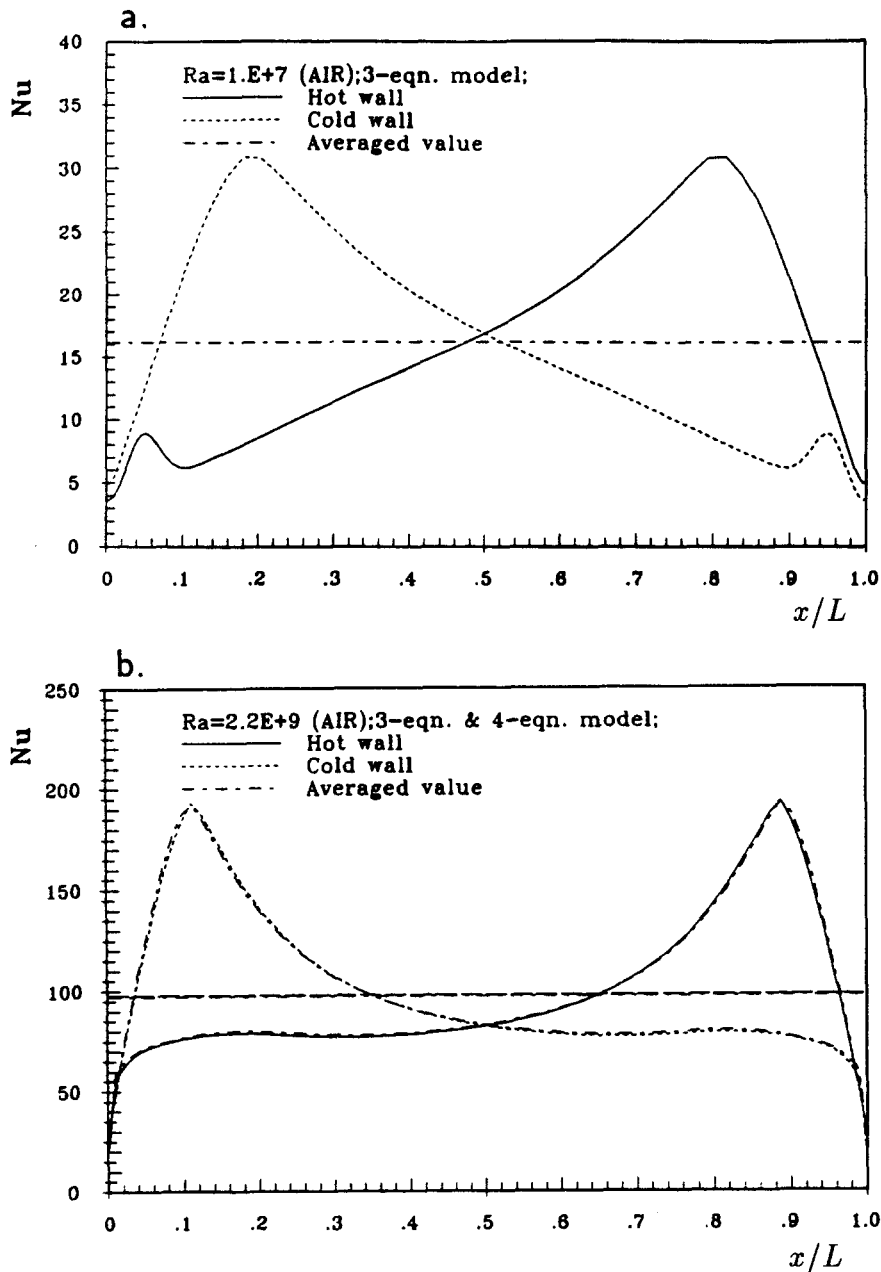 a.
40
35
30
25
20
15
10
5
0
Nu
Ra=1.E+7 (AIR);3-eqn. model;
Hot wall
Cold wall
Averaged value
0 .1 .2 .3 .4 .5 .6 .7 .8 .9 1.0
x/L
b.
250
200
150
100
50
0
Nu
Ra=2.2E+9 (AIR);3-eqn. & 4-eqn. model;
Hot wall
Cold wall
Averaged value
0 .1 .2 .3 .4 .5 .6 .7 .8 .9 1.0
x/L